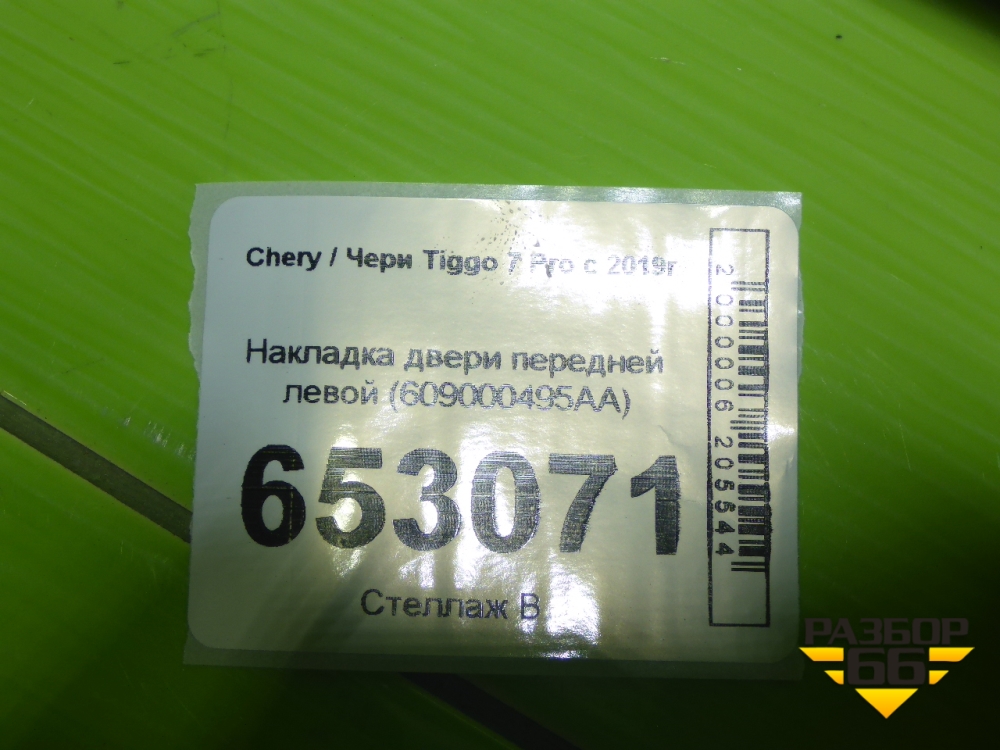 Chery / Чери Tiggo 7 Pro с 2019г
Накладка двери передней
левой (609000495AA)
653071
Стеллаж B
2000006205544
РАЗБОР
66